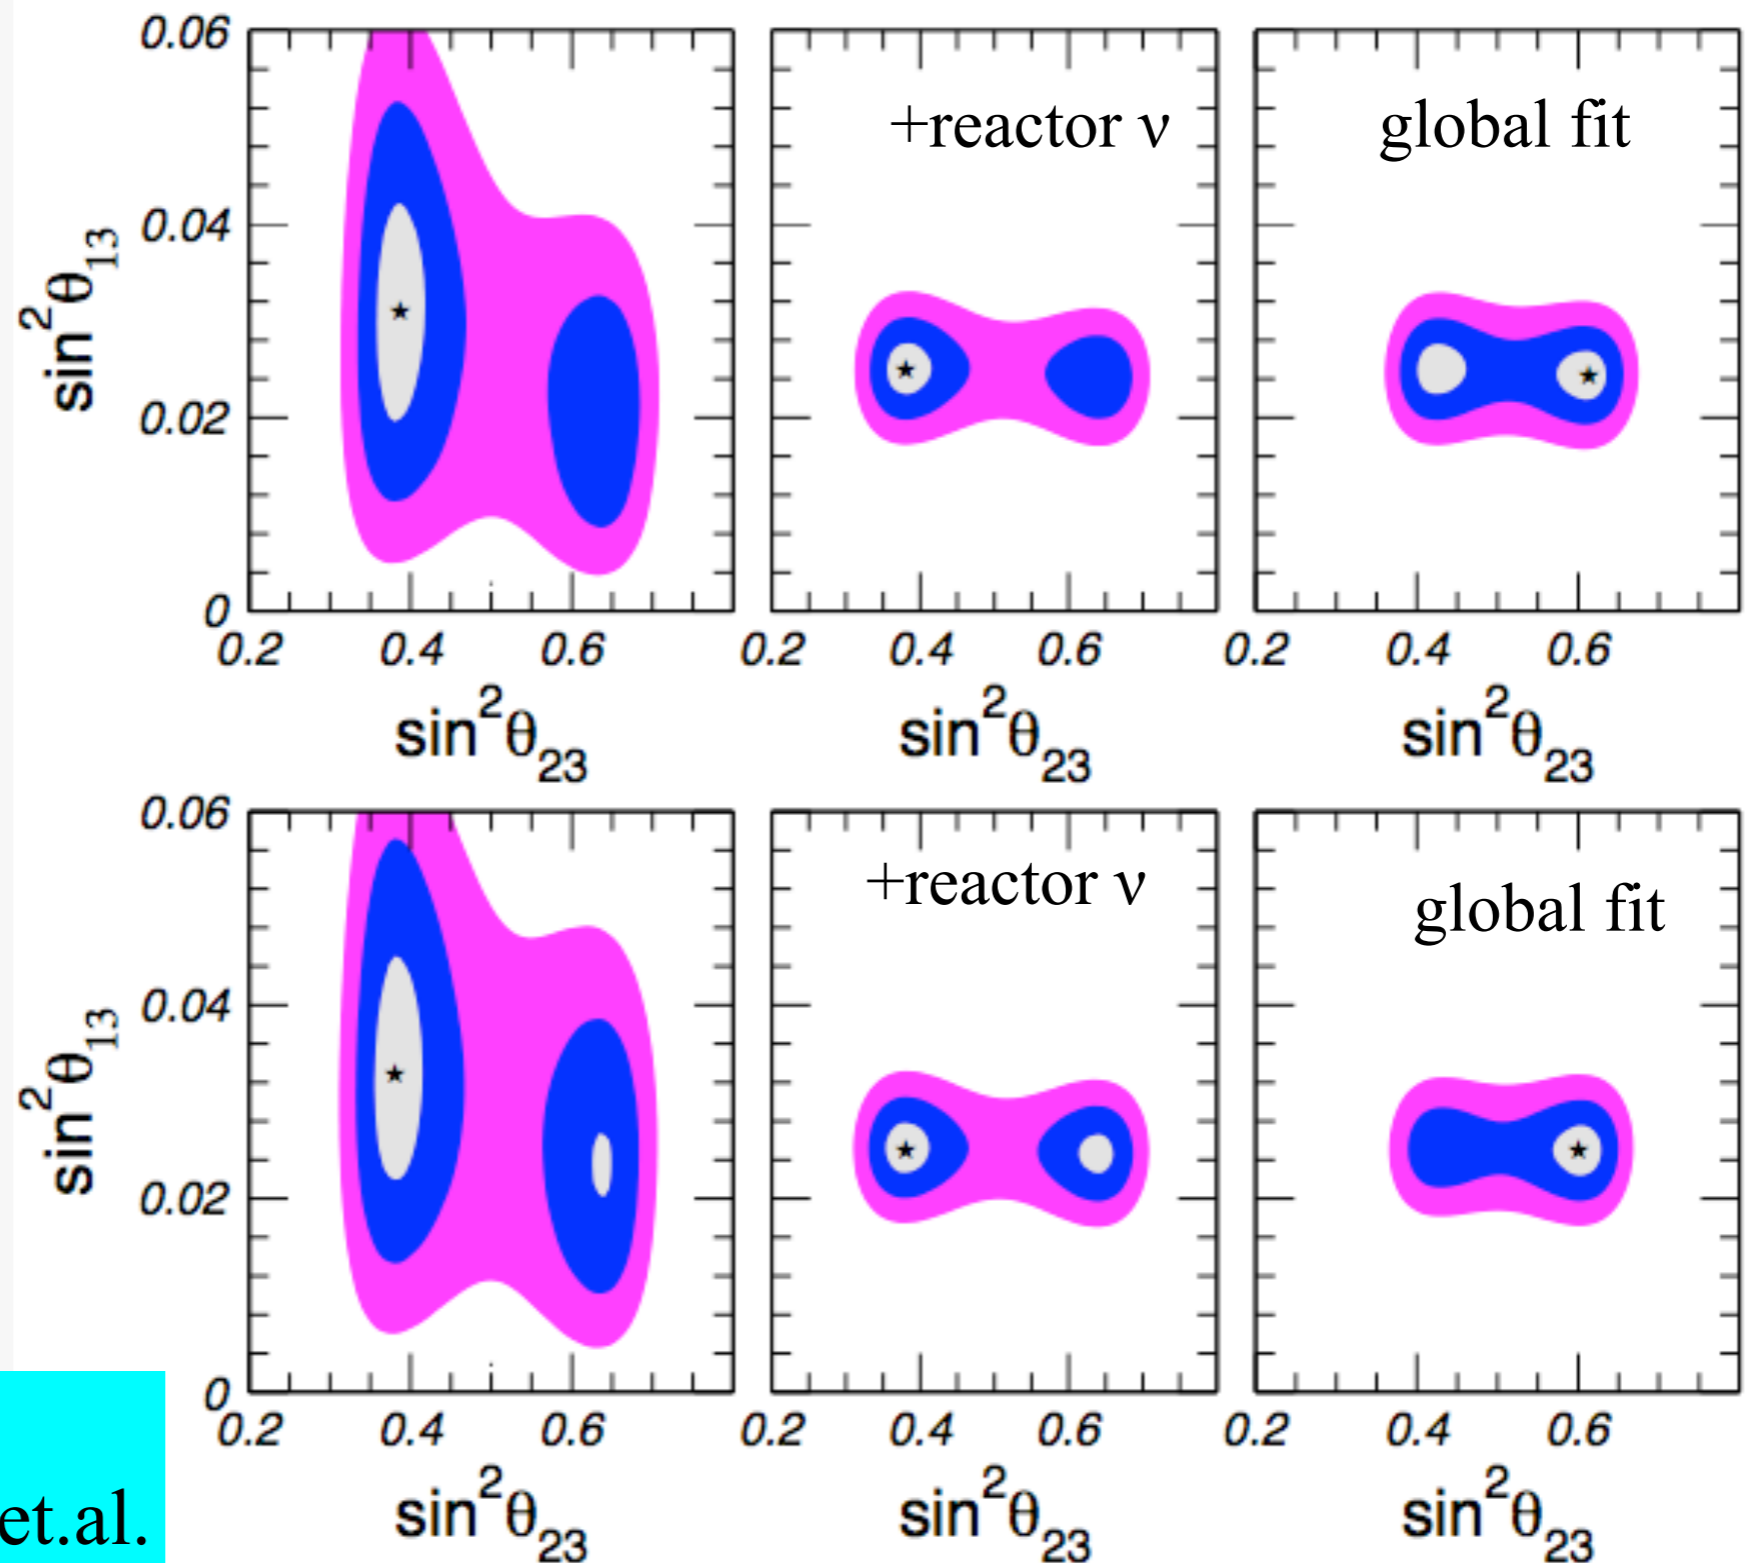 0.06
0.04
0.02
0
sin²θ₁₃
+reactor ν
global fit
0.2 0.4 0.6 0.2 0.4 0.6 0.2 0.4 0.6
sin²θ₂₃ sin²θ₂₃ sin²θ₂₃
0.06
0.04
0.02
0
sin²θ₁₃
+reactor ν
global fit
0.2 0.4 0.6 0.2 0.4 0.6 0.2 0.4 0.6
sin²θ₂₃ sin²θ₂₃ sin²θ₂₃
et.al.